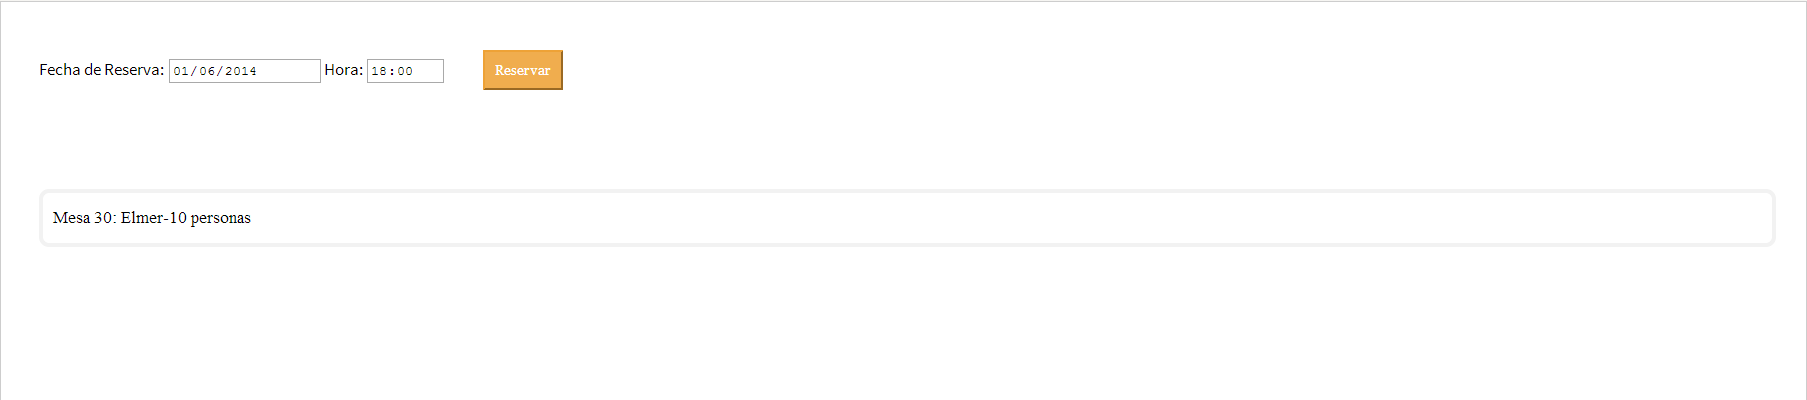 Fecha de Reserva: 01/06/2014 Hora: 18:00 Reservar
Mesa 30: Elmer-10 personas